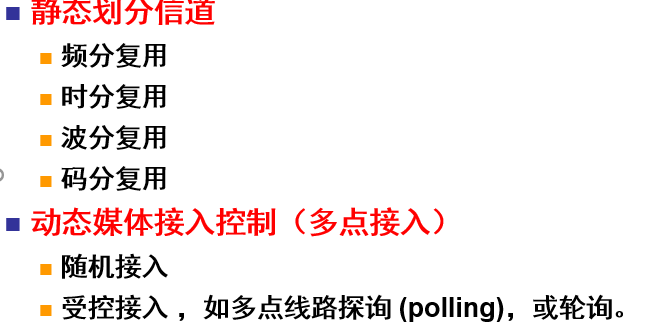 静态划分信道
频分复用
时分复用
波分复用
码分复用
动态媒体接入控制（多点接入）
随机接入
受控接入 ，如多点线路探询 (polling)，或轮询。